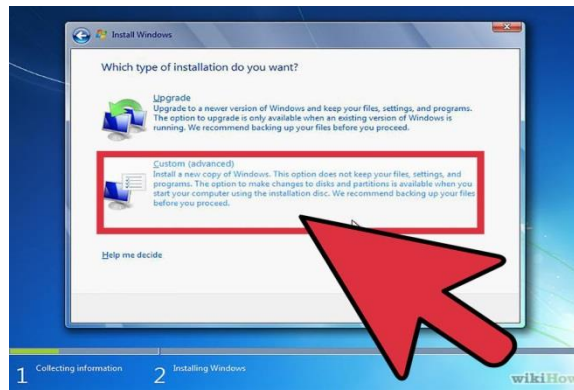 Install Windows
Which type of installation do you want?
Upgrade
Upgrade to a newer version of Windows and keep your files, settings, and programs.
The option to upgrade is only available when an existing version of Windows is
running. We recommend backing up your files before you proceed.
Custom (advanced)
Install a new copy of Windows. This option does not keep your files, settings, and
programs. The option to make changes to disks and partitions is available when you
start your computer using the installation disc. We recommend backing up your files
before you proceed.
Help me decide
1 Collecting information
2 Installing Windows
wikiHow